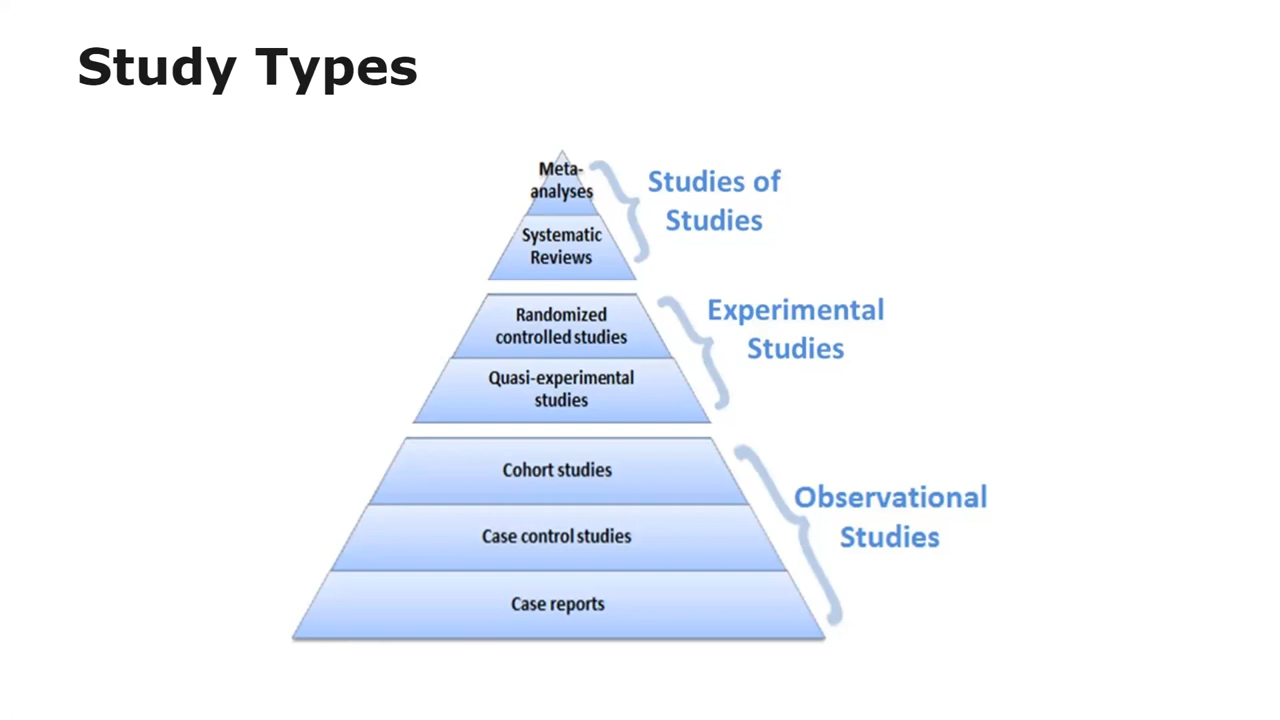 Study Types
Meta-
analyses
Studies of
Studies
Systematic
Reviews
Randomized
controlled studies
Experimental
Studies
Quasi-experimental
studies
Cohort studies
Observational
Studies
Case control studies
Case reports